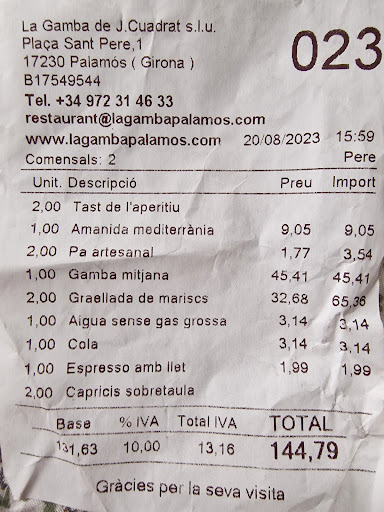 La Gamba de J.Cuadrat s.l.u.
023
Plaça Sant Pere,1
17230 Palamós ( Girona )
B17549544
Tel. +34 972 31 46 33
restaurant@lagambapalamos.com
www.lagambapalamos.com 20/08/2023 15:59
Comensals: 2 Pere
Unit. Descripció Preu Import
2,00 Tast de l'aperitiu
1,00 Amanida mediterrània 9,05 9,05
2,00 Pa artesanal 1,77 3,54
1,00 Gamba mitjana 45,41 45,41
2,00 Graellada de mariscs 32,68 65,36
1,00 Aigua sense gas grossa 3,14 3,14
1,00 Cola 3,14 3,14
1,00 Espresso amb llet 1,99 1,99
2,00 Capricis sobretaula
Base % IVA Total IVA TOTAL
131,63 10,00 13,16 144,79
Gràcies per la seva visita